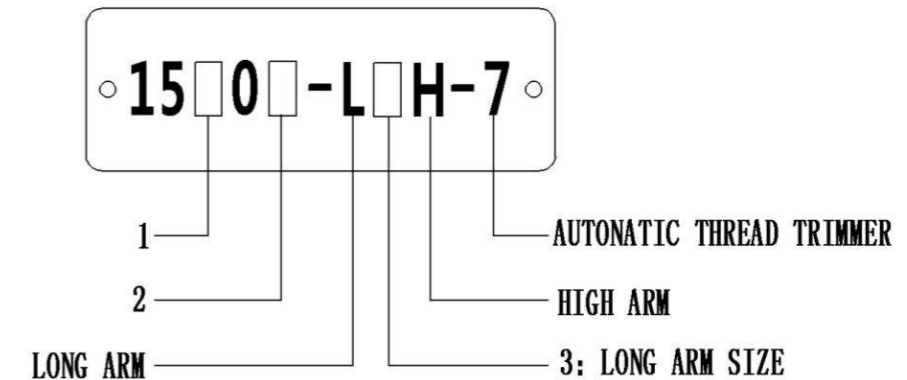 15□0□-L□H-7
1
AUTONATIC THREAD TRIMMER
2
HIGH ARM
LONG ARM
3: LONG ARM SIZE